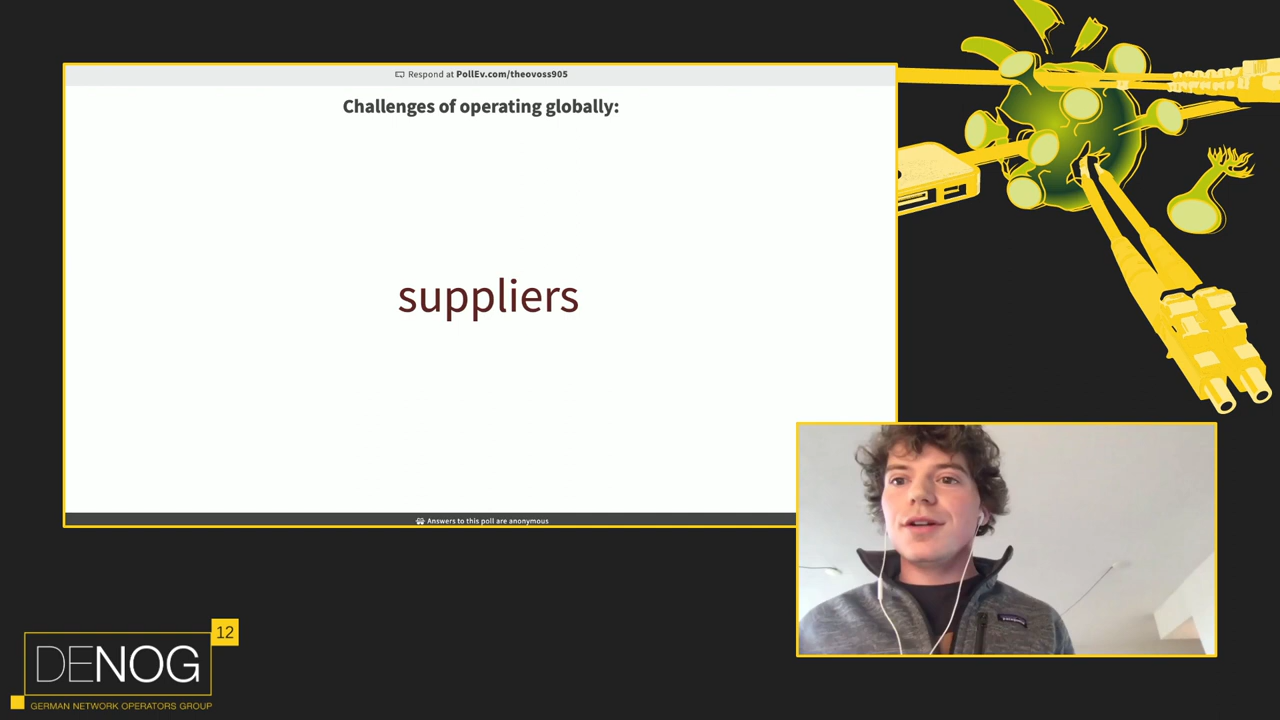 Respond at PollEv.com/theovoss905
Challenges of operating globally:
suppliers
Answers to this poll are anonymous
12
DENOG
GERMAN NETWORK OPERATORS GROUP